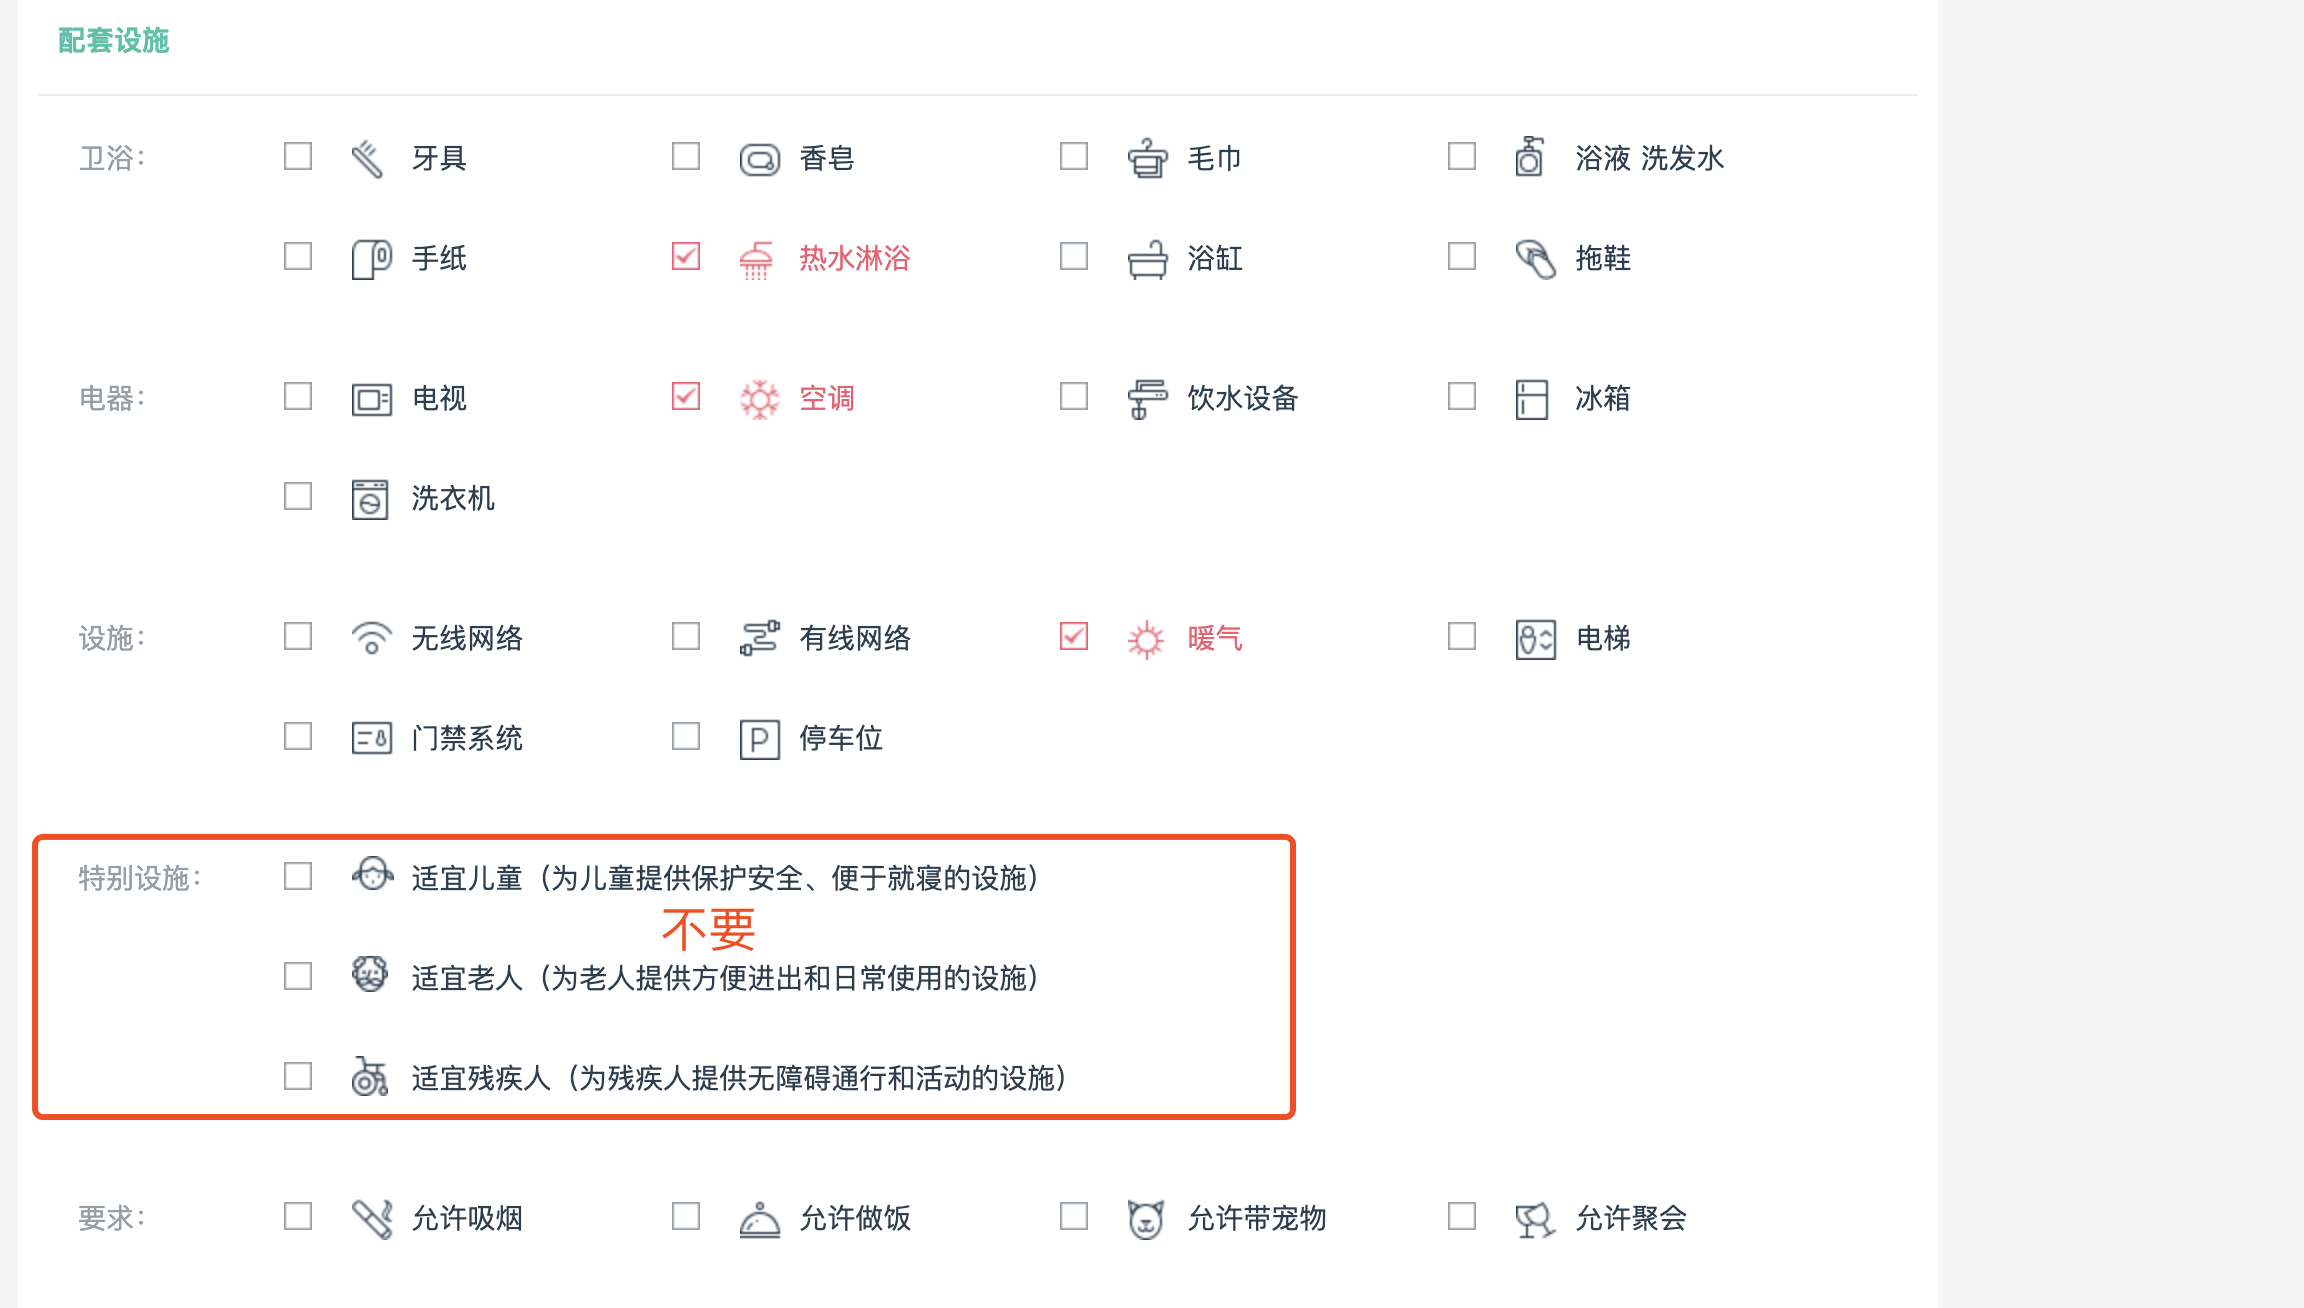 配套设施
卫浴： 牙具 香皂 毛巾 浴液 洗发水
手纸 热水淋浴 浴缸 拖鞋
电器： 电视 空调 饮水设备 冰箱
洗衣机
设施： 无线网络 有线网络 暖气 电梯
门禁系统 P 停车位
特别设施： 适宜儿童（为儿童提供保护安全、便于就寝的设施）
不要
适宜老人（为老人提供方便进出和日常使用的设施）
适宜残疾人（为残疾人提供无障碍通行和活动的设施）
要求： 允许吸烟 允许做饭 允许带宠物 允许聚会